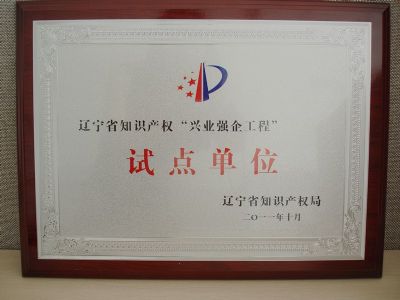 辽宁省知识产权“兴业强企工程”
试点单位
辽宁省知识产权局
二〇一一年十月